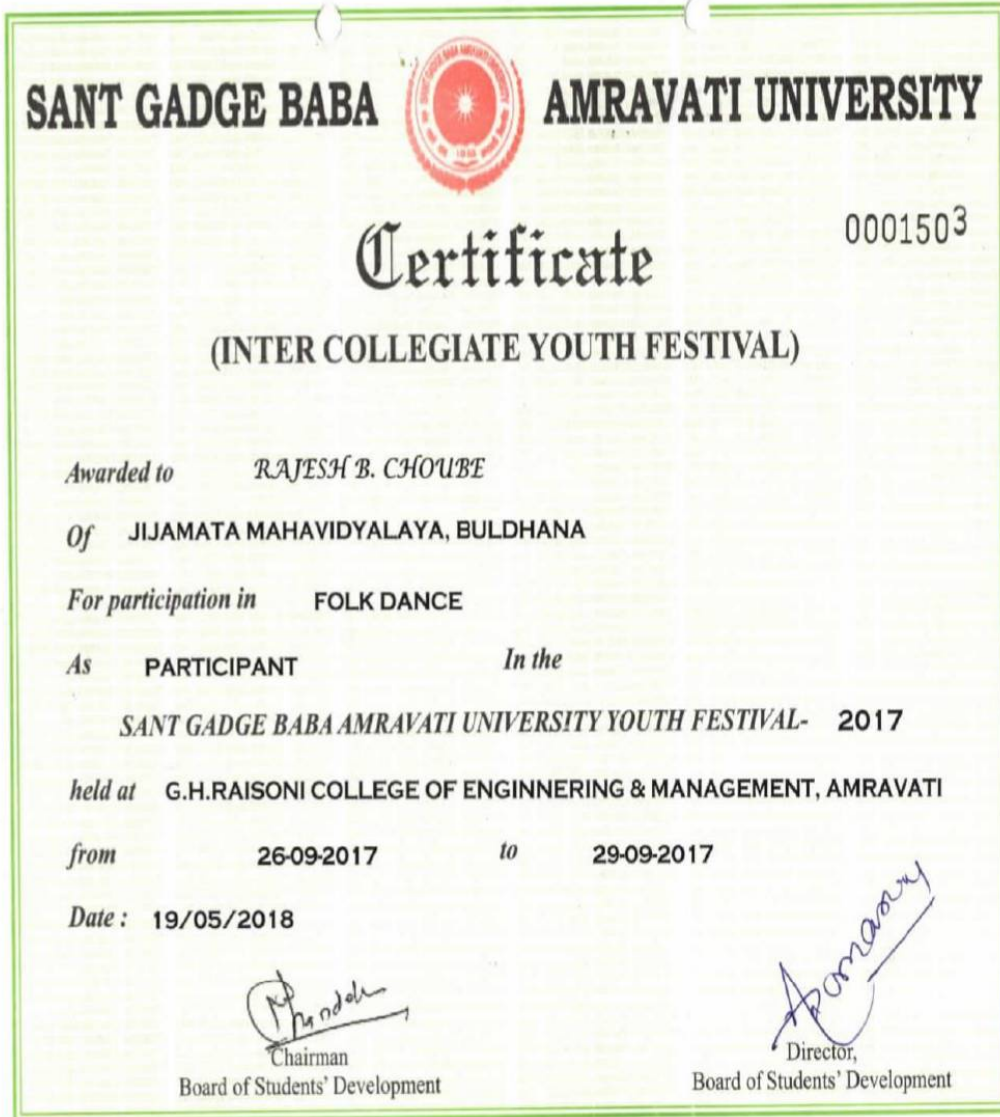 SANT GADGE BABA AMRAVATI UNIVERSITY
0001503
Certificate
(INTER COLLEGIATE YOUTH FESTIVAL)
Awarded to RAJESH B. CHOUBE
Of JIJAMATA MAHAVIDYALAYA, BULDHANA
For participation in FOLK DANCE
As PARTICIPANT In the
SANT GADGE BABA AMRAVATI UNIVERSITY YOUTH FESTIVAL- 2017
held at G.H.RAISONI COLLEGE OF ENGINNERING & MANAGEMENT, AMRAVATI
from 26-09-2017 to 29-09-2017
Date : 19/05/2018
Chairman
Board of Students' Development
Director,
Board of Students' Development